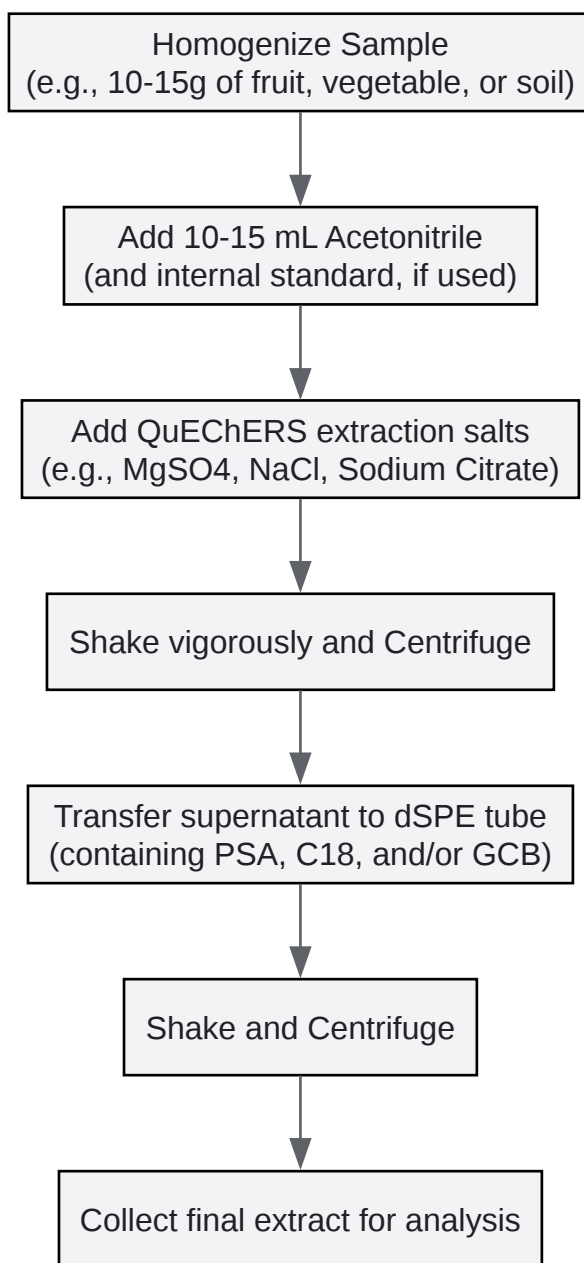 Homogenize Sample
(e.g., 10-15g of fruit, vegetable, or soil)
Add 10-15 mL Acetonitrile
(and internal standard, if used)
Add QuEChERS extraction salts
(e.g., MgSO4, NaCl, Sodium Citrate)
Shake vigorously and Centrifuge
Transfer supernatant to dSPE tube
(containing PSA, C18, and/or GCB)
Shake and Centrifuge
Collect final extract for analysis